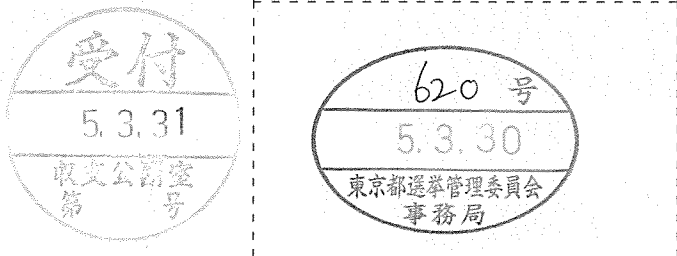 受付
5.3.31
収支公開室
第 号
620 号
5.3.30
東京都選挙管理委員会
事務局